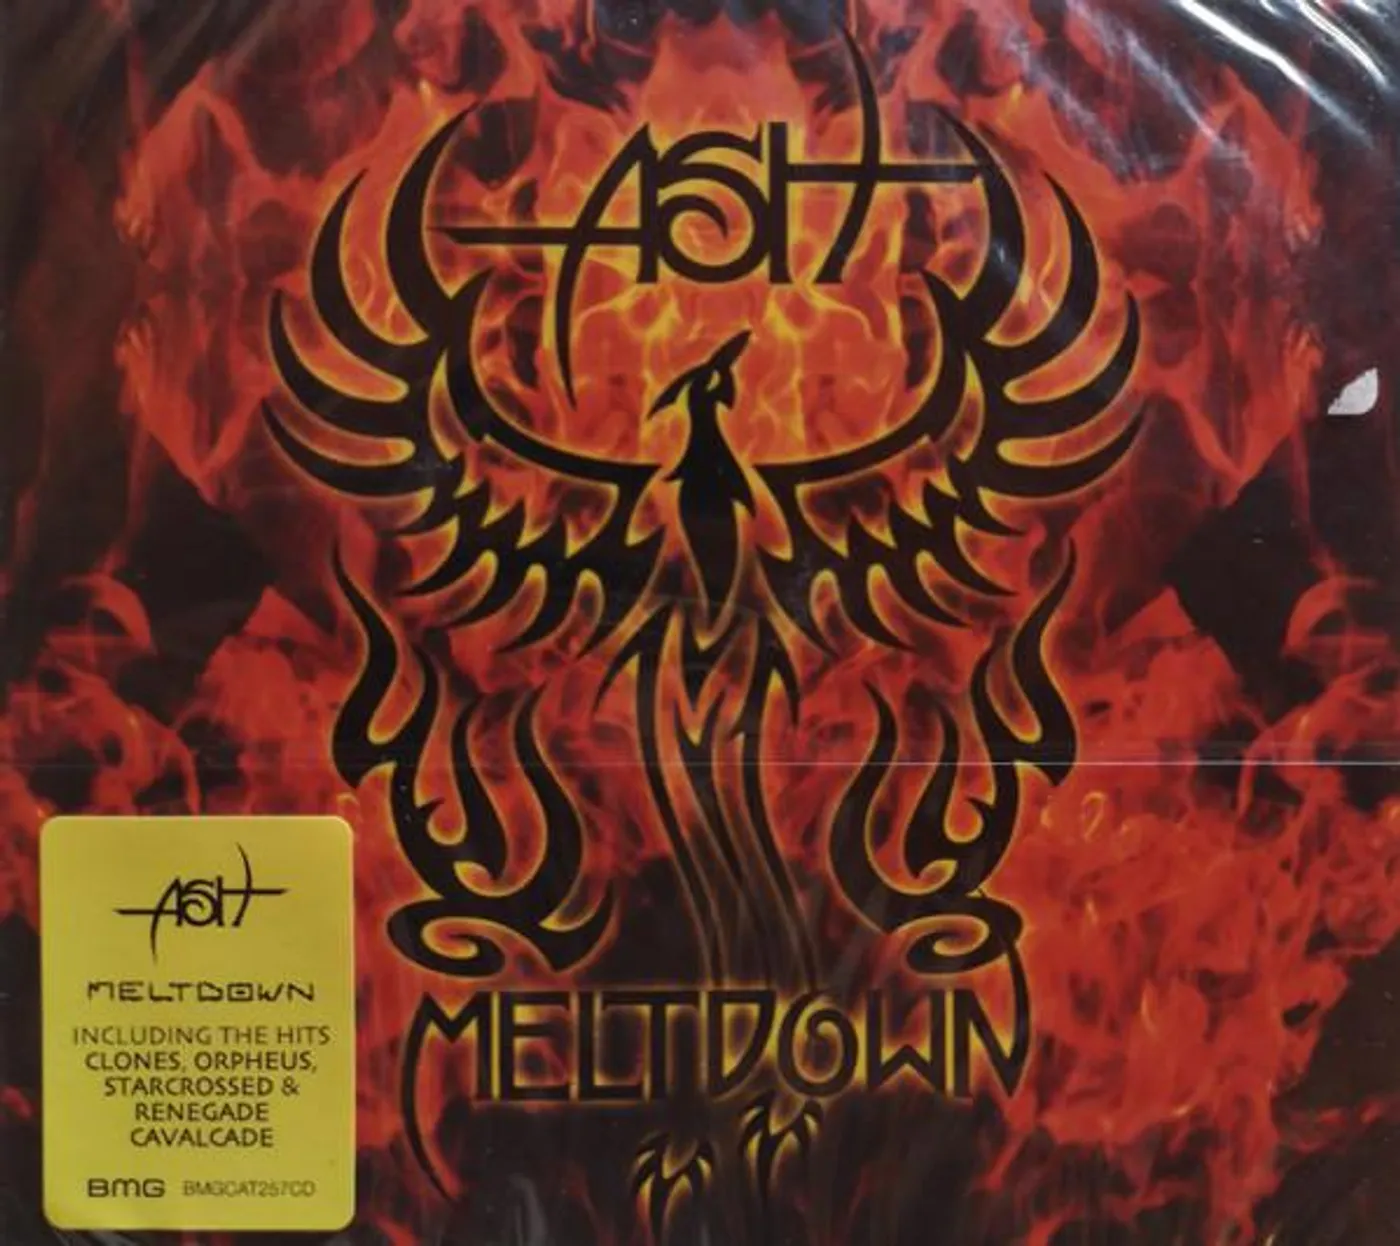 ASH
MELTDOWN
ASH
MELTDOWN
INCLUDING THE HITS
CLONES, ORPHEUS,
STARCROSSED &
RENEGADE
CAVALCADE
BMG BMGCAT257CD